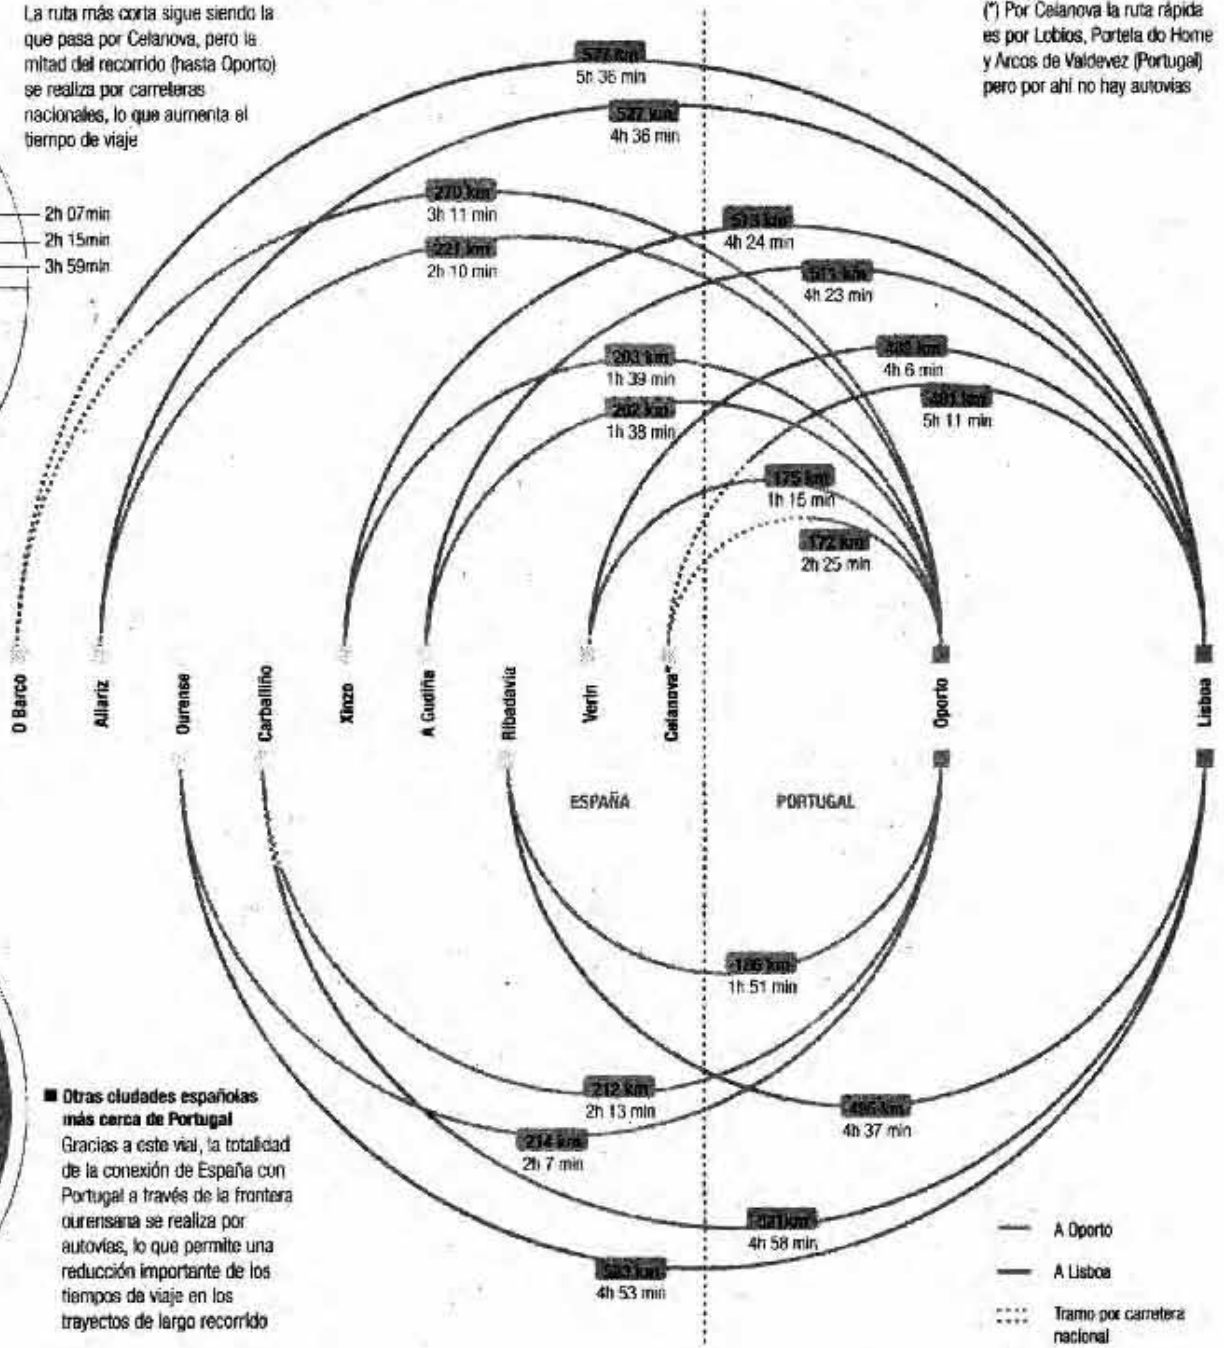 La ruta más corta sigue siendo la
que pasa por Celanova, pero la
mitad del recorrido (hasta Oporto)
se realiza por carreteras
nacionales, lo que aumenta el
tiempo de viaje
(*) Por Celanova la ruta rápida
es por Lobios, Portela do Home
y Arcos de Valdevez (Portugal)
pero por ahí no hay autovías
2h 07min
2h 15min
3h 59min
577 km
5h 36 min
527 km
4h 36 min
270 km
3h 11 min
221 km
2h 10 min
513 km
4h 24 min
511 km
4h 23 min
203 km
1h 39 min
202 km
1h 38 min
km
4h 6 min
481 km
5h 11 min
175 km
1h 15 min
172 km
2h 25 min
O Barco
Allariz
Ourense
Carballiño
Xinzo
A Gudiña
Ribadavia
Verín
Celanova*
Oporto
Lisboa
ESPAÑA
PORTUGAL
186 km
1h 51 min
212 km
2h 13 min
214 km
2h 7 min
km
4h 37 min
km
4h 58 min
km
4h 53 min
■ Otras ciudades españolas
más cerca de Portugal
Gracias a este vial, la totalidad
de la conexión de España con
Portugal a través de la frontera
ourensana se realiza por
autovías, lo que permite una
reducción importante de los
tiempos de viaje en los
trayectos de largo recorrido
A Oporto
A Lisboa
Tramo por carretera
nacional